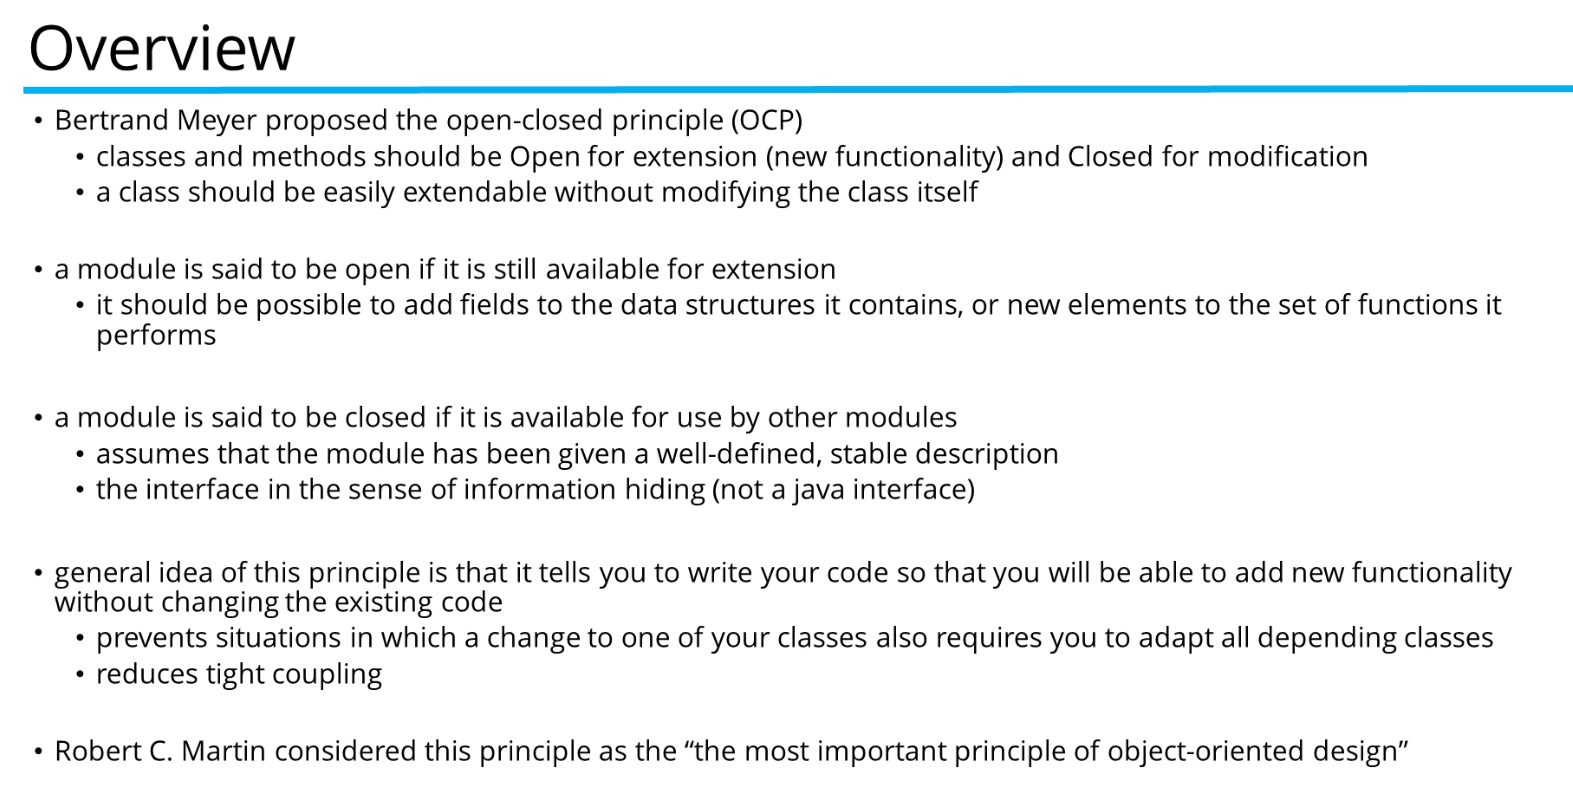 Overview
• Bertrand Meyer proposed the open-closed principle (OCP)
• classes and methods should be Open for extension (new functionality) and Closed for modification
• a class should be easily extendable without modifying the class itself
• a module is said to be open if it is still available for extension
• it should be possible to add fields to the data structures it contains, or new elements to the set of functions it
performs
• a module is said to be closed if it is available for use by other modules
• assumes that the module has been given a well-defined, stable description
• the interface in the sense of information hiding (not a java interface)
• general idea of this principle is that it tells you to write your code so that you will be able to add new functionality
without changing the existing code
• prevents situations in which a change to one of your classes also requires you to adapt all depending classes
• reduces tight coupling
• Robert C. Martin considered this principle as the “the most important principle of object-oriented design”